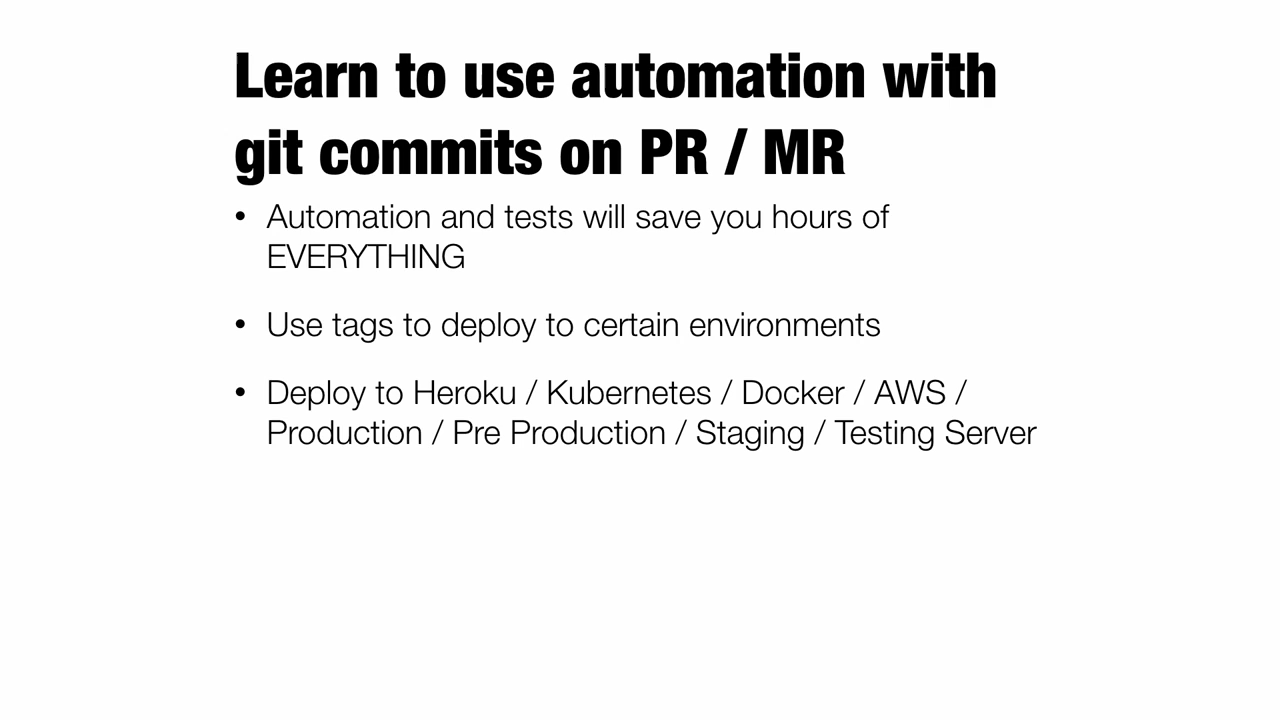 Learn to use automation with
git commits on PR / MR
• Automation and tests will save you hours of
EVERYTHING
• Use tags to deploy to certain environments
• Deploy to Heroku / Kubernetes / Docker / AWS /
Production / Pre Production / Staging / Testing Server